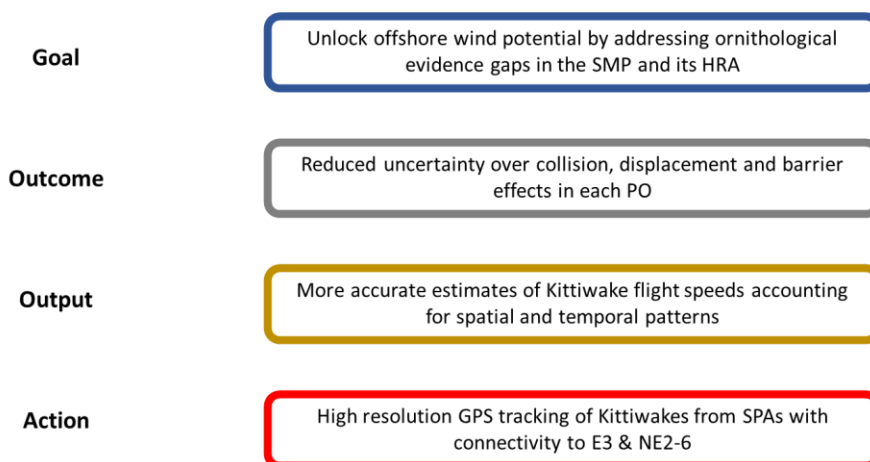 Goal
Unlock offshore wind potential by addressing ornithological
evidence gaps in the SMP and its HRA
Outcome
Reduced uncertainty over collision, displacement and barrier
effects in each PO
Output
More accurate estimates of Kittiwake flight speeds accounting
for spatial and temporal patterns
Action
High resolution GPS tracking of Kittiwakes from SPAs with
connectivity to E3 & NE2-6